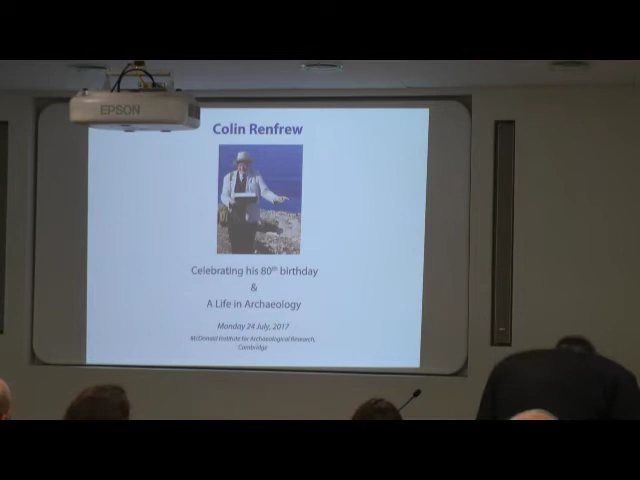 EPSON
Colin Renfrew
Celebrating his 80th birthday
&
A Life in Archaeology
Monday 24 July, 2017
McDonald Institute for Archaeological Research,
Cambridge